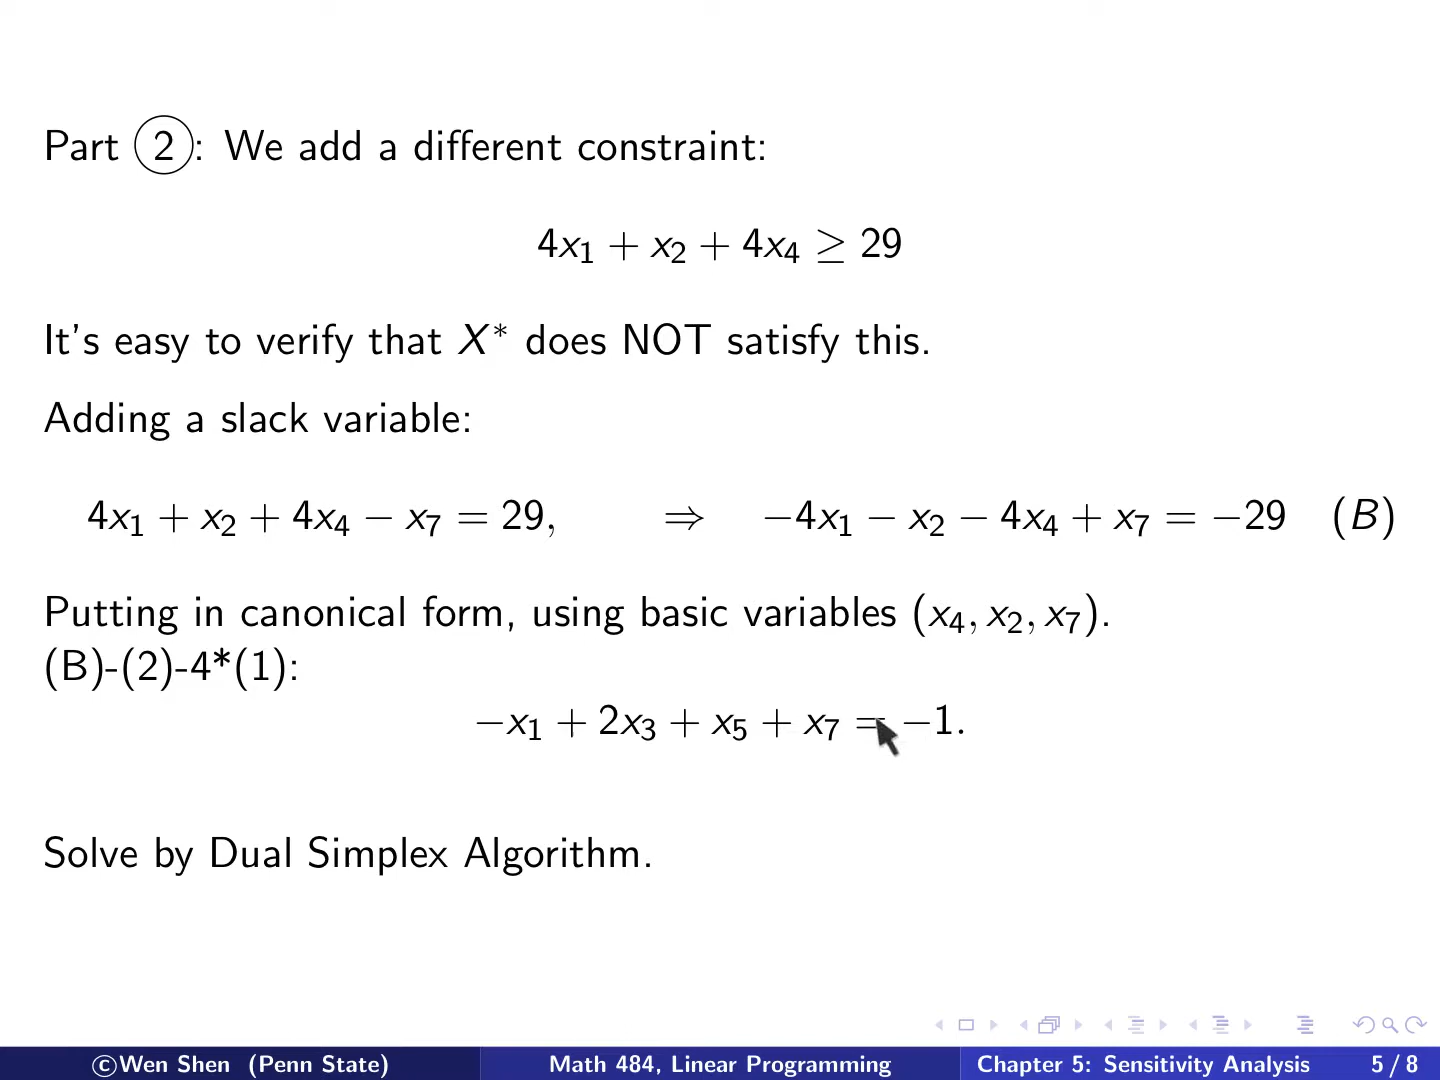 Part ②: We add a different constraint:
4x₁ + x₂ + 4x₄ ≥ 29
It's easy to verify that X* does NOT satisfy this.
Adding a slack variable:
4x₁ + x₂ + 4x₄ − x₇ = 29, ⇒ −4x₁ − x₂ − 4x₄ + x₇ = −29 (B)
Putting in canonical form, using basic variables (x₄, x₂, x₇).
(B)-(2)-4*(1):
−x₁ + 2x₃ + x₅ + x₇ = −1.
Solve by Dual Simplex Algorithm.
©Wen Shen (Penn State) Math 484, Linear Programming Chapter 5: Sensitivity Analysis 5 / 8